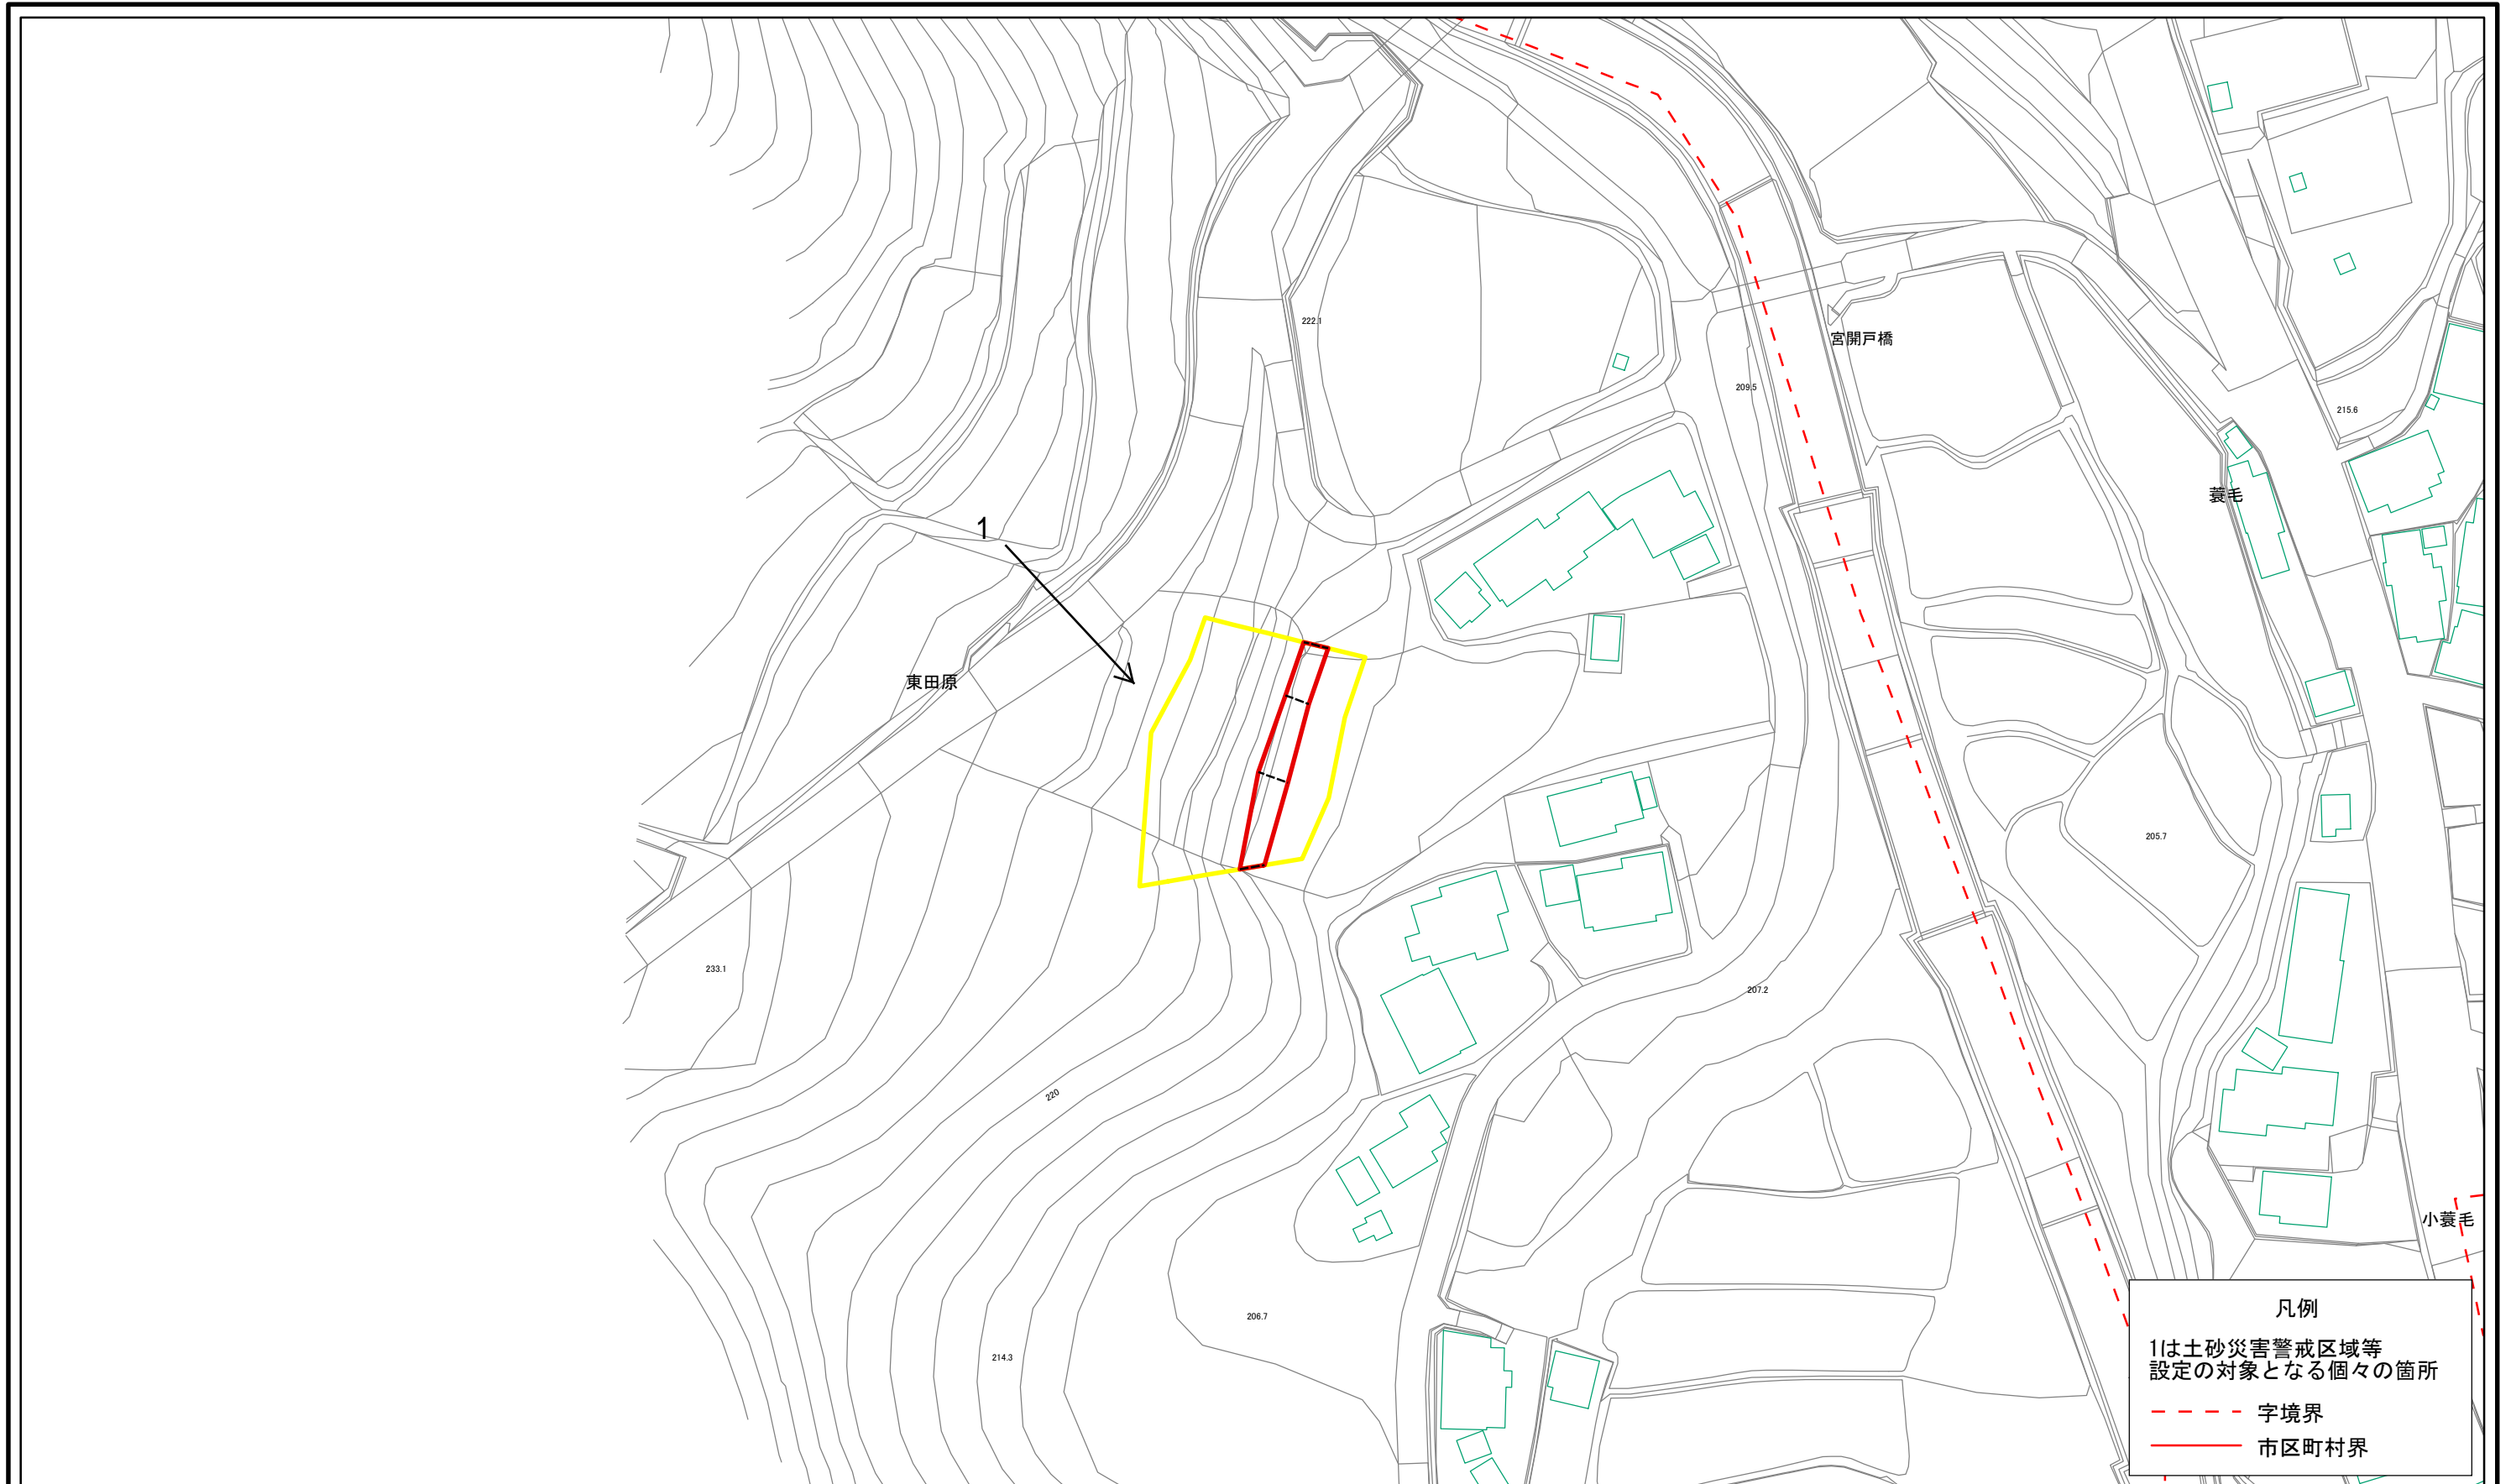 222.1
宮開戸橋
209.5
215.6
蓑毛
1
東田原
205.7
233.1
207.2
220
小蓑毛
206.7
214.3
凡例
1は土砂災害警戒区域等
設定の対象となる個々の箇所
字境界
市区町村界